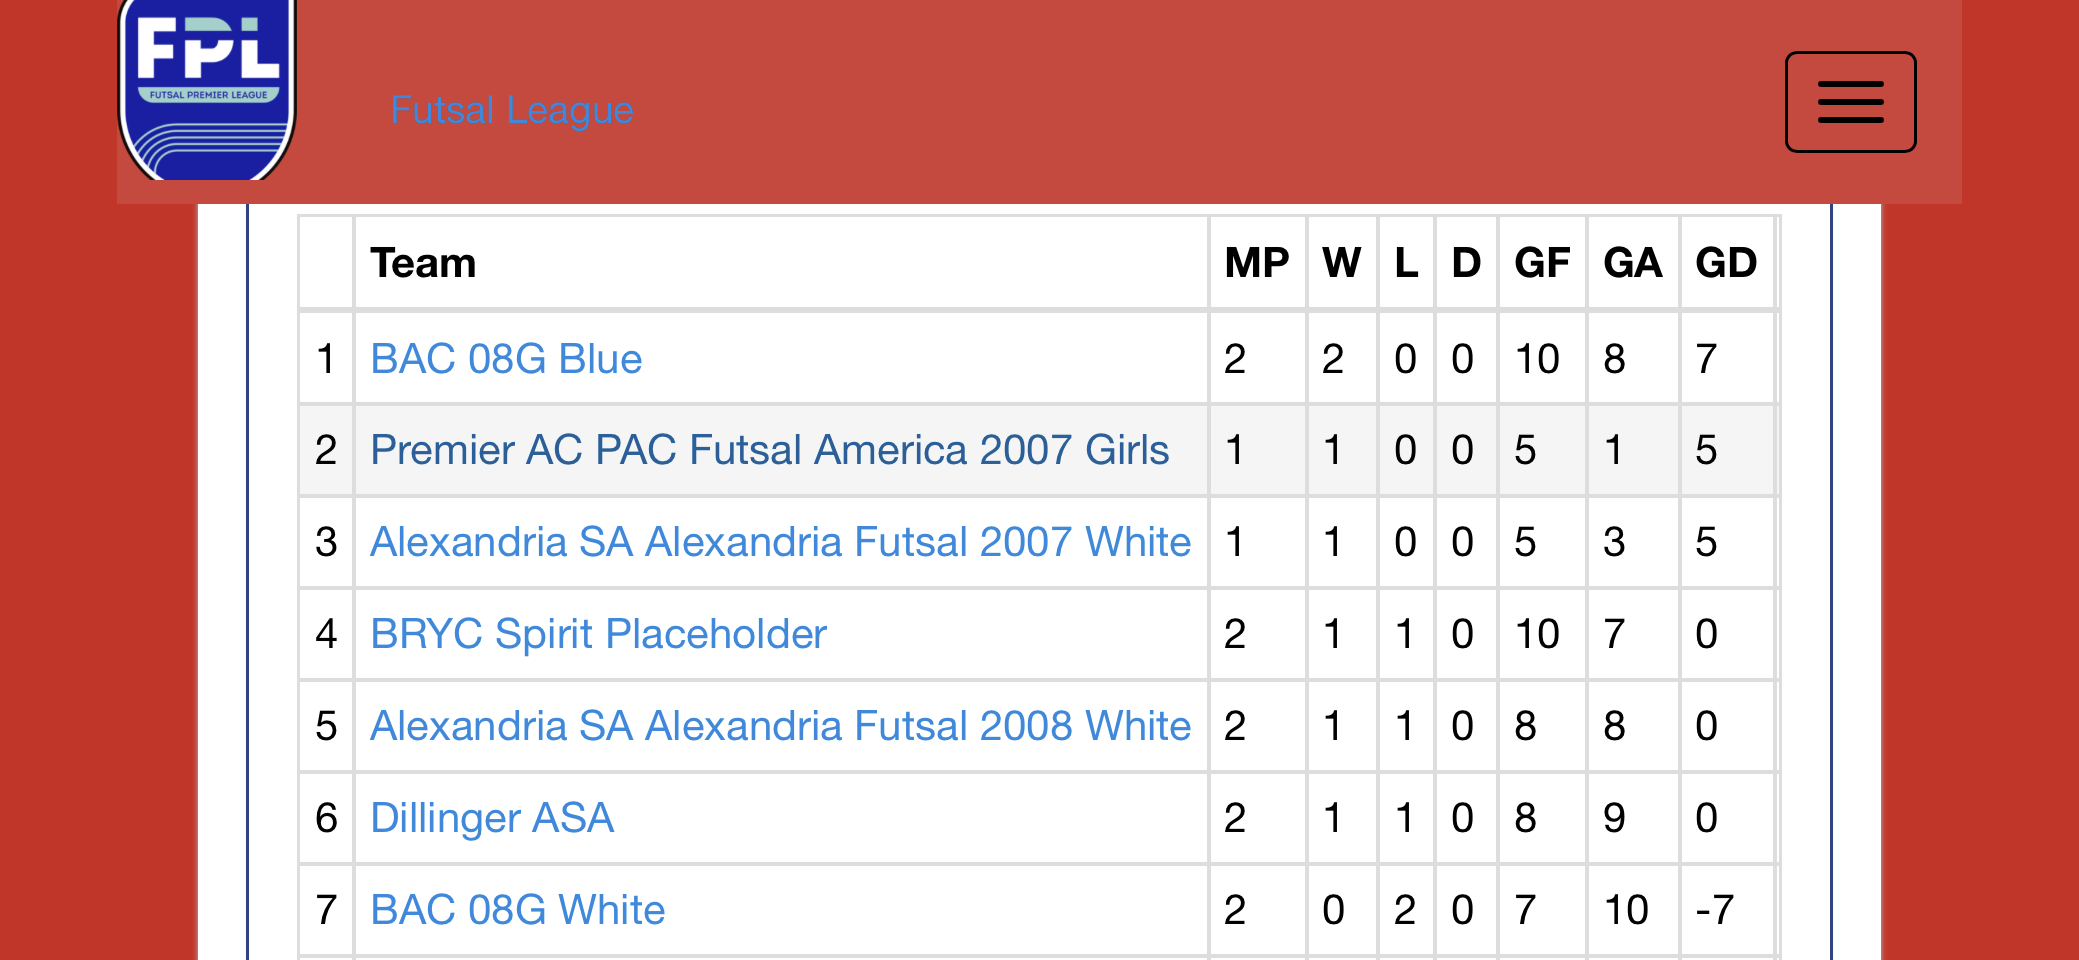 FPL
FUTSAL PREMIER LEAGUE
Futsal League
Team MP W L D GF GA GD
1 BAC 08G Blue 2 2 0 0 10 8 7
2 Premier AC PAC Futsal America 2007 Girls 1 1 0 0 5 1 5
3 Alexandria SA Alexandria Futsal 2007 White 1 1 0 0 5 3 5
4 BRYC Spirit Placeholder 2 1 1 0 10 7 0
5 Alexandria SA Alexandria Futsal 2008 White 2 1 1 0 8 8 0
6 Dillinger ASA 2 1 1 0 8 9 0
7 BAC 08G White 2 0 2 0 7 10 -7